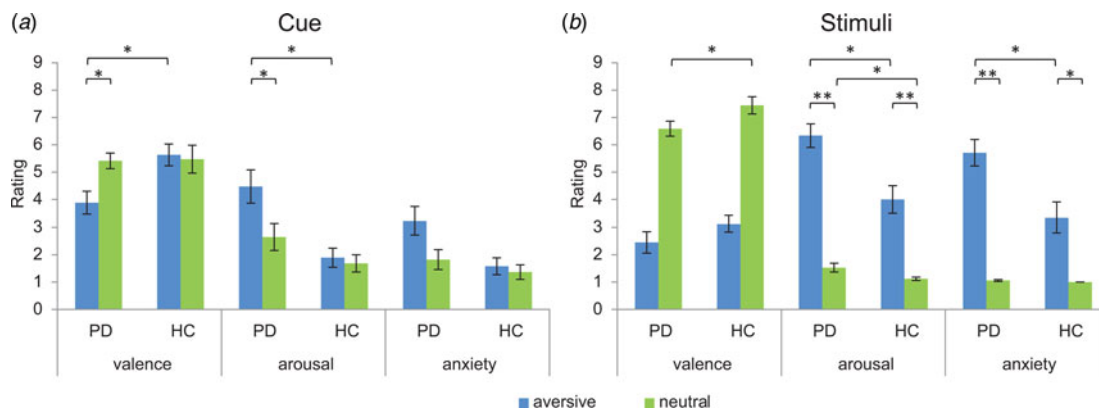 (a) Cue
Rating
9
8
7
6
5
4
3
2
1
0
* *
* *
PD HC PD HC PD HC
valence arousal anxiety
(b) Stimuli
Rating
9
8
7
6
5
4
3
2
1
0
* * *
*
** ** ** *
PD HC PD HC PD HC
valence arousal anxiety
aversive neutral